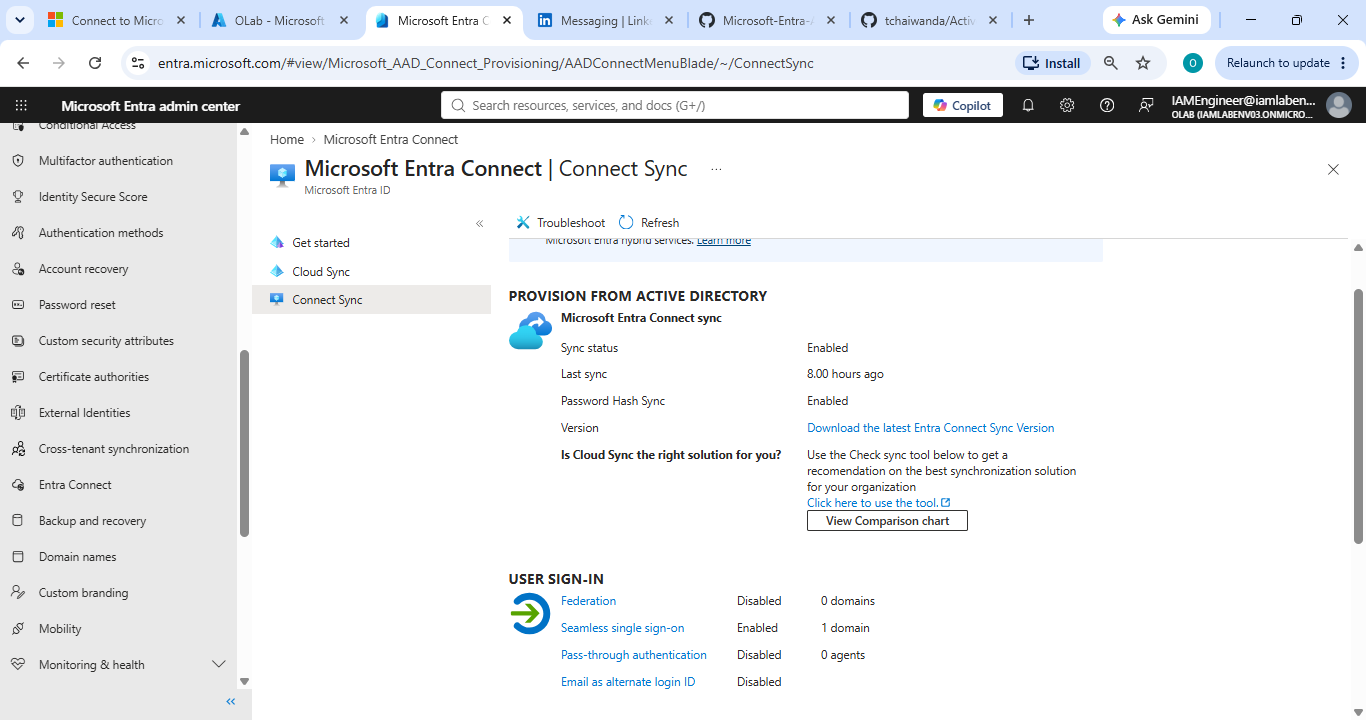 Connect to Micro
OLab - Microsoft
Microsoft Entra C
Messaging | Link
Microsoft-Entra-A
tchaiwanda/Activ
Ask Gemini
entra.microsoft.com/#view/Microsoft_AAD_Connect_Provisioning/AADConnectMenuBlade/~/ConnectSync
Install
O
Relaunch to update
Microsoft Entra admin center
Search resources, services, and docs (G+/)
Copilot
IAMEngineer@iamlaben...
OLAB (IAMLABENV03.ONMICRO...
Conditional Access
Multifactor authentication
Identity Secure Score
Authentication methods
Account recovery
Password reset
Custom security attributes
Certificate authorities
External Identities
Cross-tenant synchronization
Entra Connect
Backup and recovery
Domain names
Custom branding
Mobility
Monitoring & health
Home > Microsoft Entra Connect
Microsoft Entra Connect | Connect Sync ...
Microsoft Entra ID
Get started
Cloud Sync
Connect Sync
Troubleshoot Refresh
Microsoft Entra hybrid services. Learn more
PROVISION FROM ACTIVE DIRECTORY
Microsoft Entra Connect sync
Sync status Enabled
Last sync 8.00 hours ago
Password Hash Sync Enabled
Version Download the latest Entra Connect Sync Version
Is Cloud Sync the right solution for you? Use the Check sync tool below to get a
recomendation on the best synchronization solution
for your organization
Click here to use the tool.
View Comparison chart
USER SIGN-IN
Federation Disabled 0 domains
Seamless single sign-on Enabled 1 domain
Pass-through authentication Disabled 0 agents
Email as alternate login ID Disabled